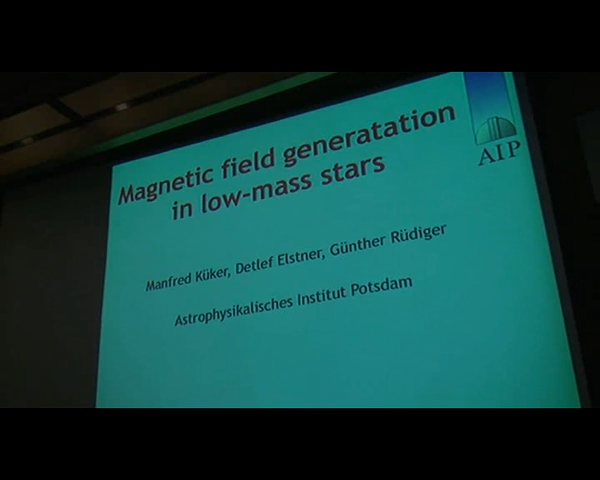 Magnetic field generatation
in low-mass stars
AIP
Manfred Küker, Detlef Elstner, Günther Rüdiger
Astrophysikalisches Institut Potsdam